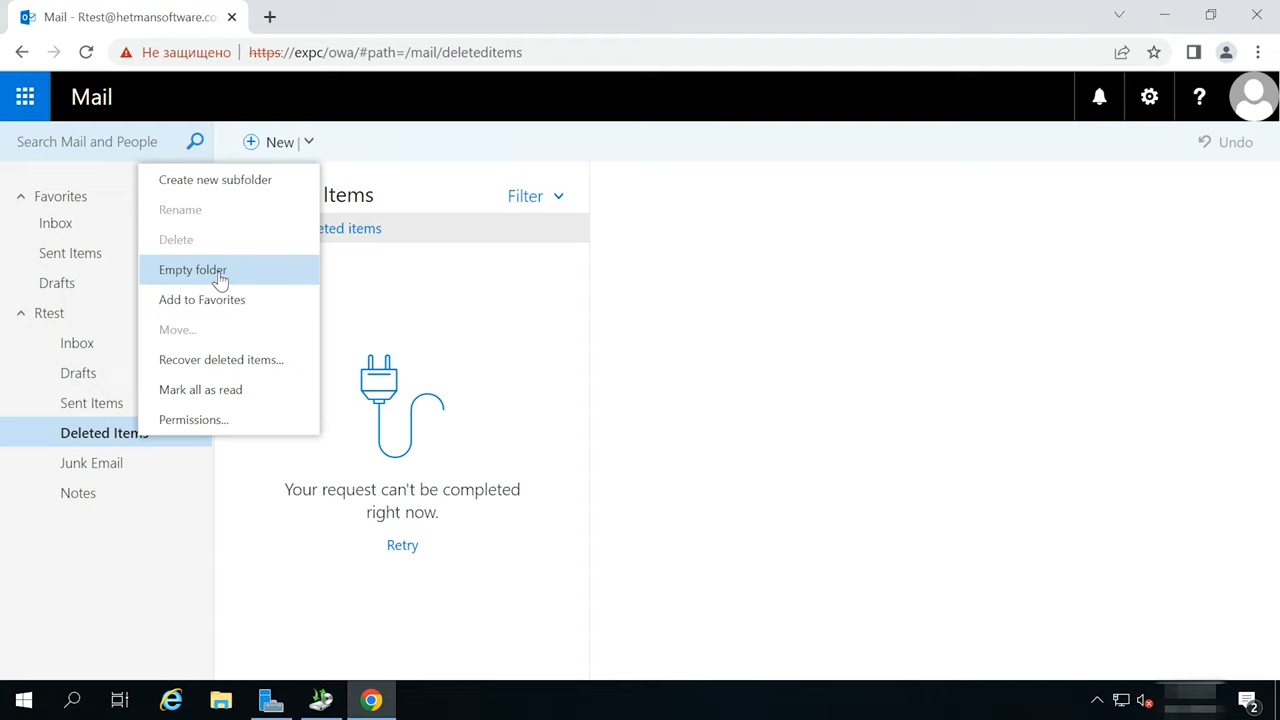 Mail - Rtest@hetmansoftware.co
Не защищено
https://expc/owa/#path=/mail/deleteditems
Mail
Search Mail and People
New
Undo
Favorites
Inbox
Sent Items
Drafts
Rtest
Inbox
Drafts
Sent Items
Deleted Items
Junk Email
Notes
Create new subfolder
Rename
Delete
Empty folder
Add to Favorites
Move...
Recover deleted items...
Mark all as read
Permissions...
Items
Filter
eted items
Your request can't be completed
right now.
Retry
2